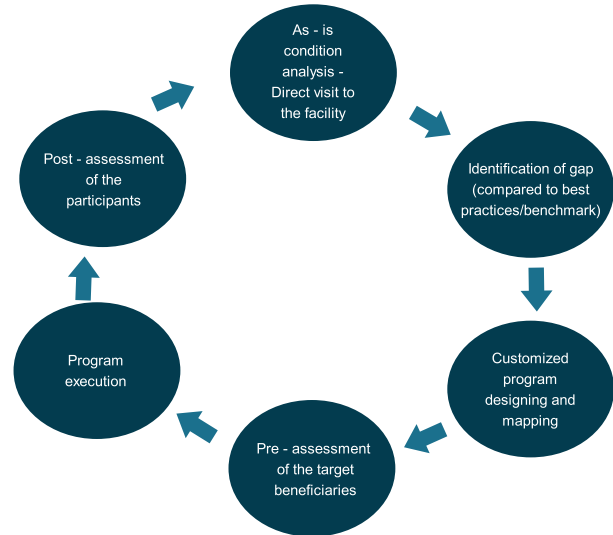 As - is
condition
analysis -
Direct visit to
the facility
Identification of gap
(compared to best
practices/benchmark)
Customized
program
designing and
mapping
Pre - assessment
of the target
beneficiaries
Program
execution
Post - assessment
of the
participants